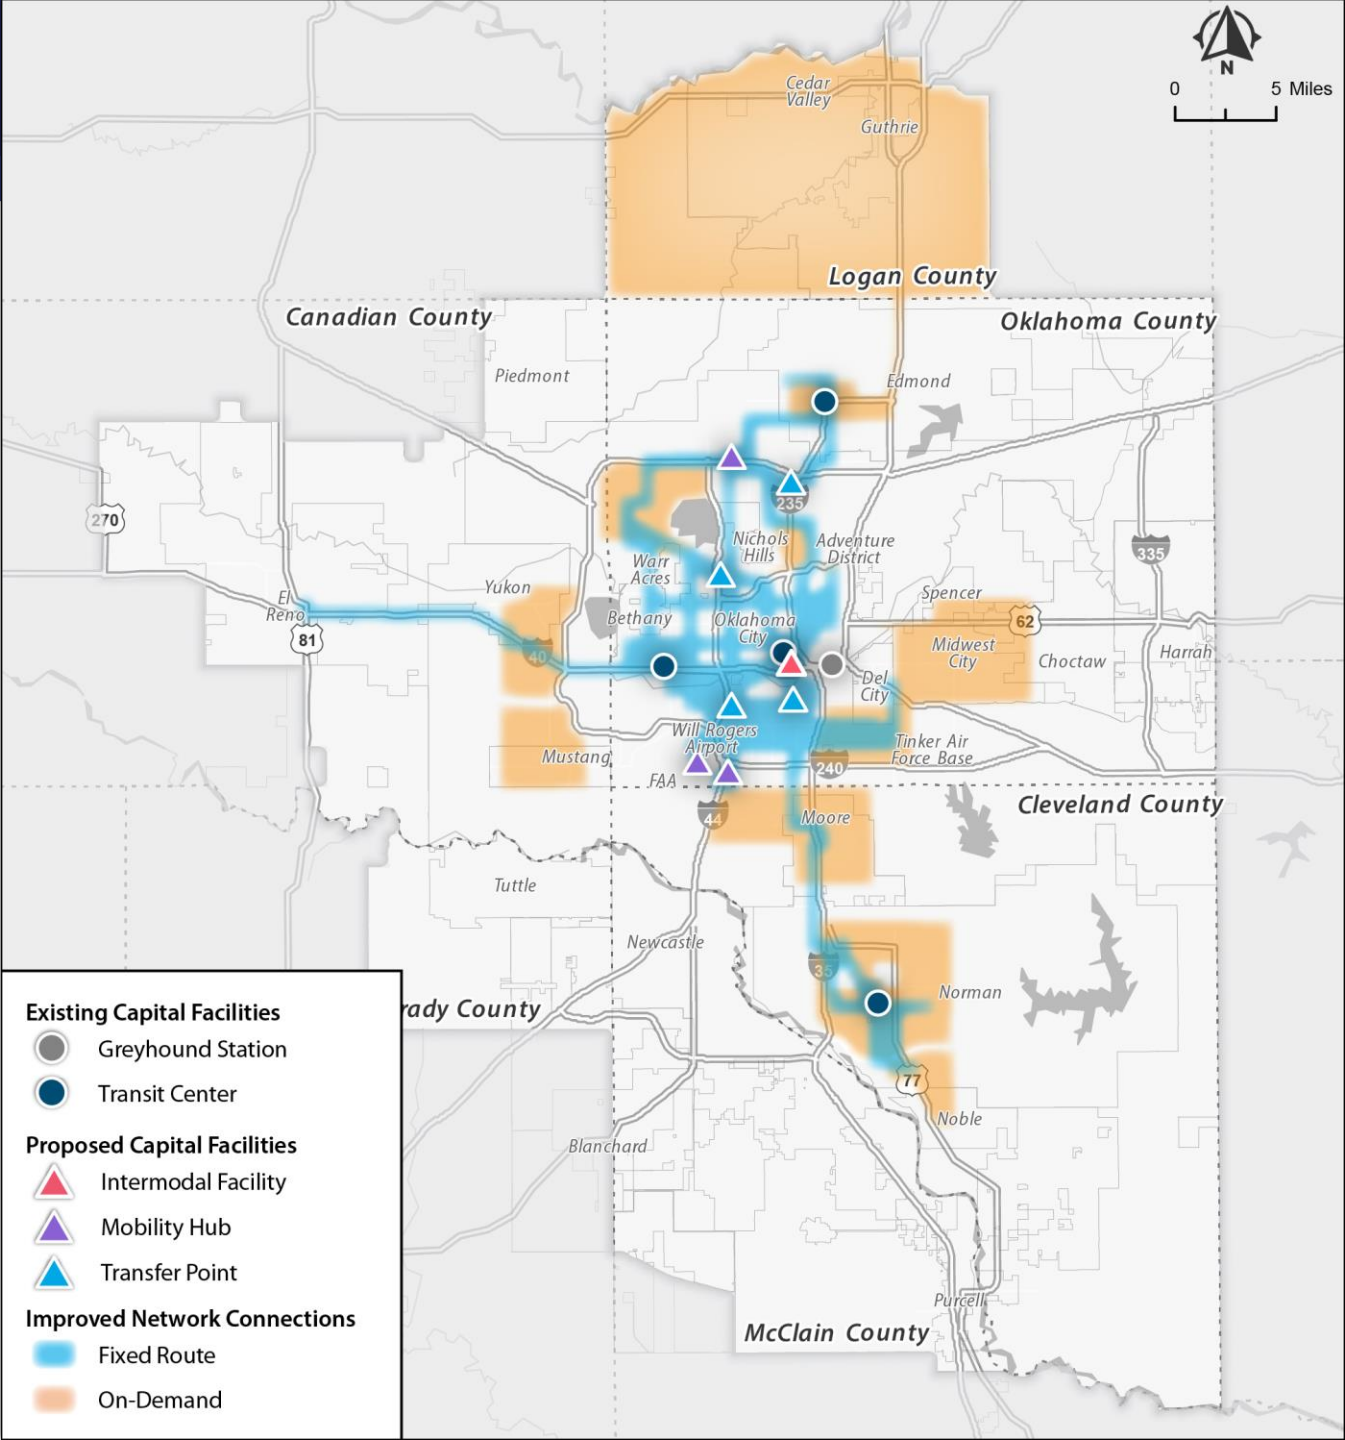 N
0 5 Miles
Cedar
Valley
Guthrie
Logan County
Canadian County
Oklahoma County
Piedmont
Edmond
270
235
Nichols
Hills
Adventure
District
335
Warr
Acres
Yukon
Spencer
El
Reno
Bethany
Oklahoma
City
62
81
40
Midwest
City
Choctaw
Harrah
Del
City
Will Rogers
Airport
Tinker Air
Force Base
Mustang
240
FAA
44
Moore
Cleveland County
Tuttle
Newcastle
35
Norman
rady County
77
Noble
Blanchard
Purcell
McClain County
Existing Capital Facilities
Greyhound Station
Transit Center
Proposed Capital Facilities
Intermodal Facility
Mobility Hub
Transfer Point
Improved Network Connections
Fixed Route
On-Demand